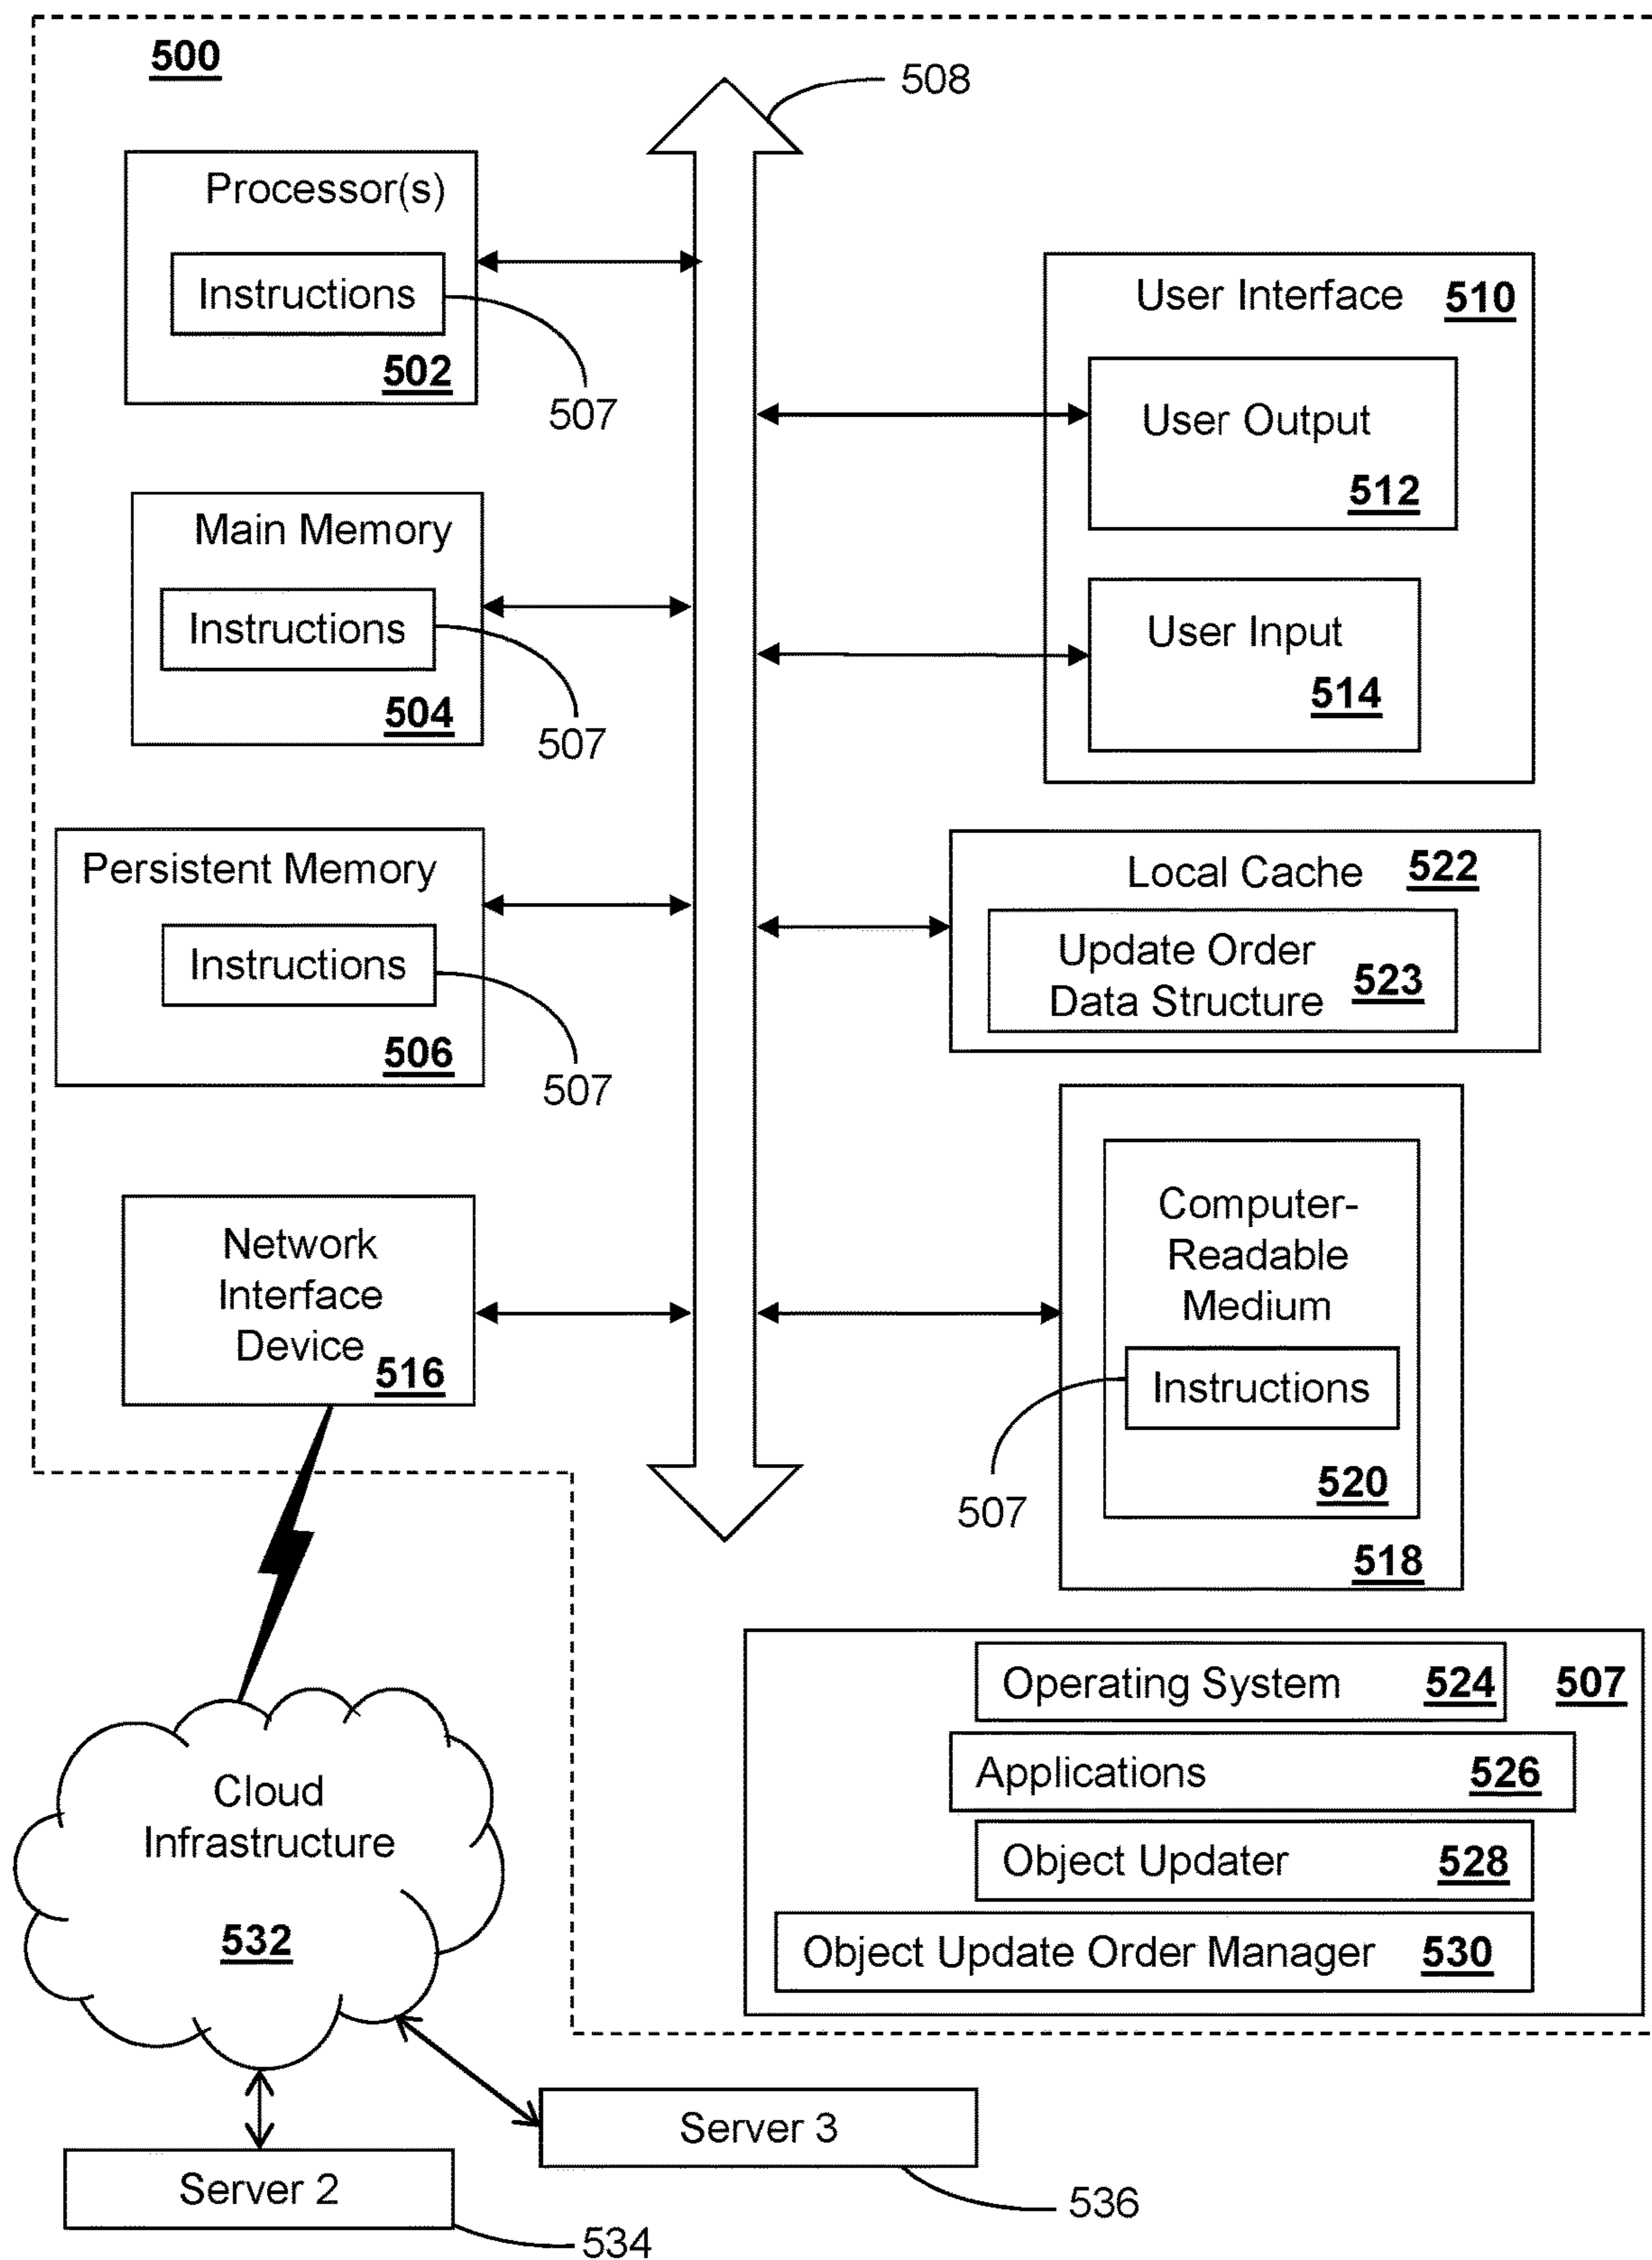 500
508
Processor(s)
Instructions
502
507
Main Memory
Instructions
504
507
Persistent Memory
Instructions
506
507
Network
Interface
Device
516
User Interface 510
User Output
512
User Input
514
Local Cache 522
Update Order
Data Structure
523
Computer-
Readable
Medium
Instructions
507
520
518
Operating System 524
507
Applications 526
Object Updater 528
Object Update Order Manager 530
Cloud
Infrastructure
532
Server 3
536
Server 2
534